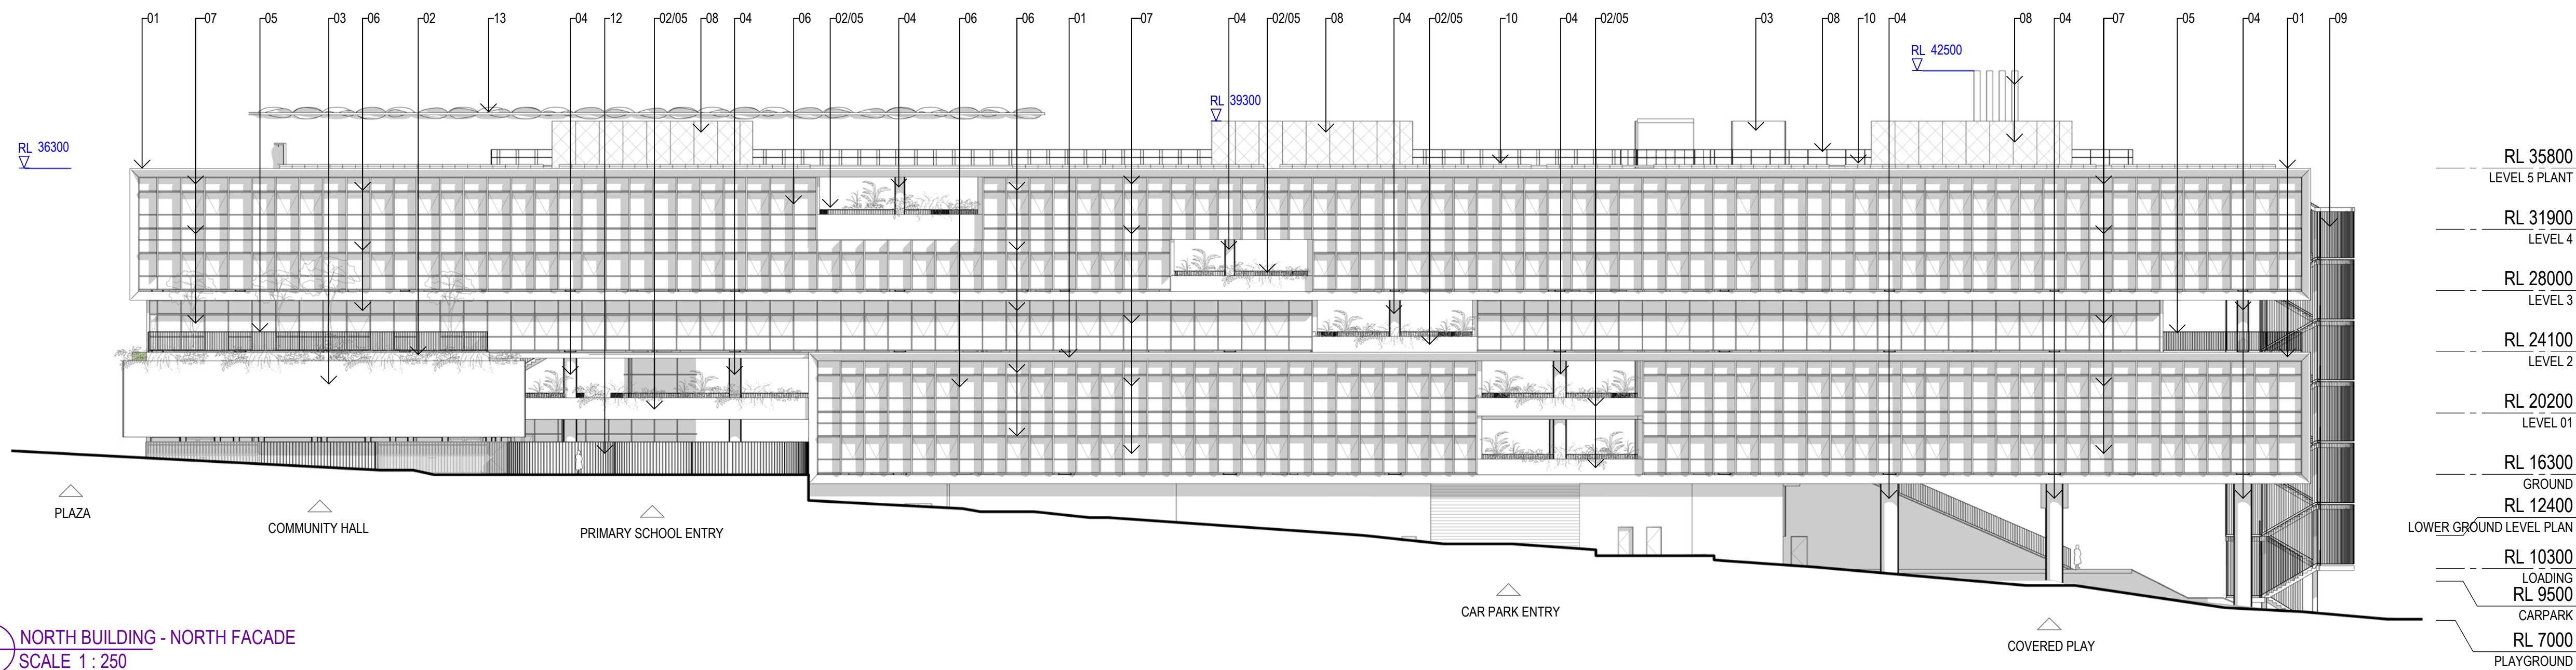 01
07
05
03
06
02
13
04
12
02/05
08
04
06
02/05
04
06
06
01
07
04
02/05
08
04
02/05
10
04
02/05
03
08
10
04
08
04
07
05
04
01
09
RL 42500
RL 39300
RL 36300
RL 35800
LEVEL 5 PLANT
RL 31900
LEVEL 4
RL 28000
LEVEL 3
RL 24100
LEVEL 2
RL 20200
LEVEL 01
RL 16300
GROUND
RL 12400
LOWER GROUND LEVEL PLAN
RL 10300
LOADING
RL 9500
CARPARK
RL 7000
PLAYGROUND
PLAZA
COMMUNITY HALL
PRIMARY SCHOOL ENTRY
CAR PARK ENTRY
COVERED PLAY
NORTH BUILDING - NORTH FACADE
SCALE 1 : 250